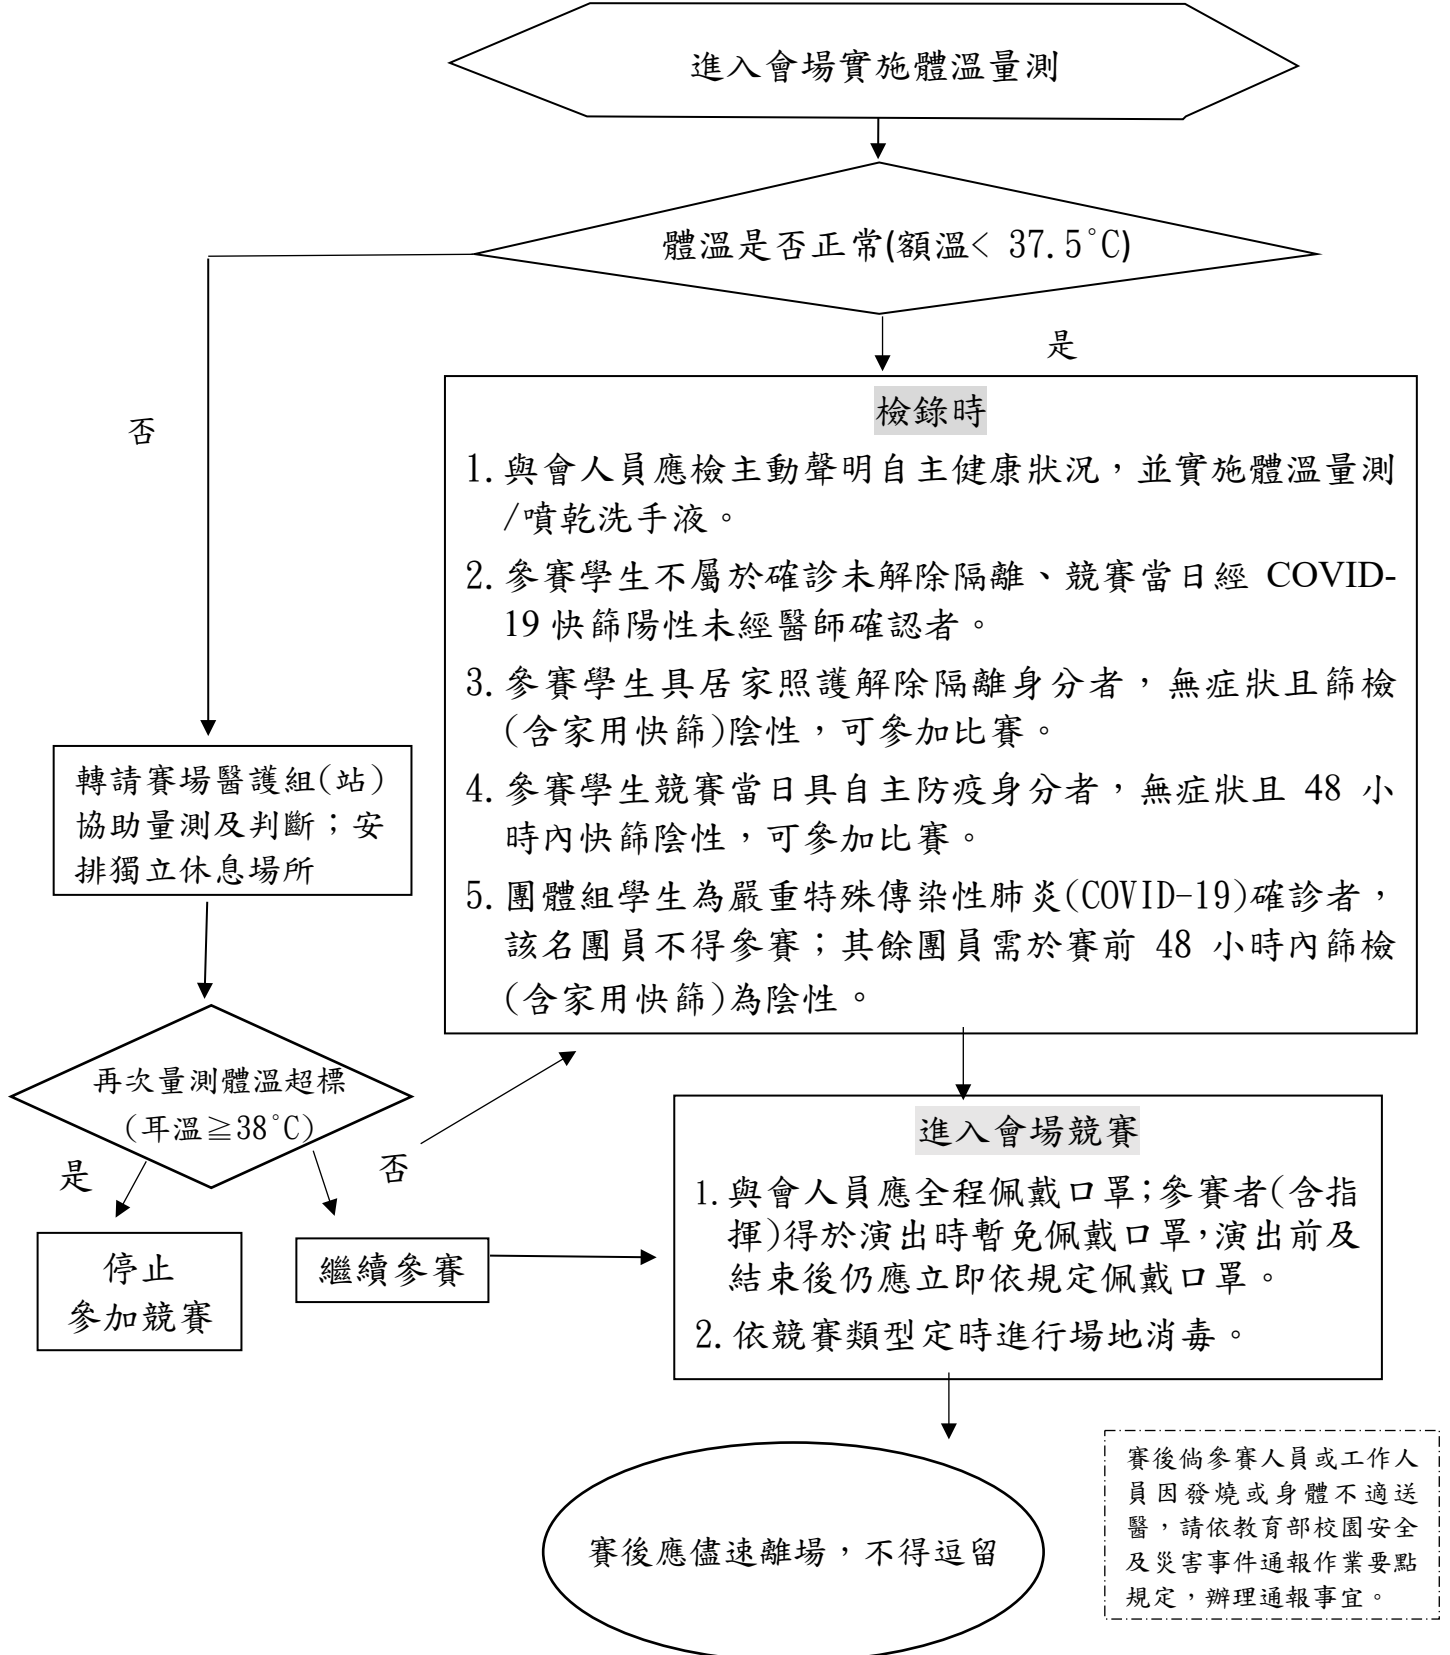 進入會場實施體溫量測
體溫是否正常(額溫< 37.5°C)
是
否
檢錄時
1. 與會人員應檢主動聲明自主健康狀況，並實施體溫量測
/噴乾洗手液。
2. 參賽學生不屬於確診未解除隔離、競賽當日經 COVID-
19 快篩陽性未經醫師確認者。
3. 參賽學生具居家照護解除隔離身分者，無症狀且篩檢
(含家用快篩)陰性，可參加比賽。
4. 參賽學生競賽當日具自主防疫身分者，無症狀且 48 小
時內快篩陰性，可參加比賽。
5. 團體組學生為嚴重特殊傳染性肺炎(COVID-19)確診者，
該名團員不得參賽；其餘團員需於賽前 48 小時內篩檢
(含家用快篩)為陰性。
轉請賽場醫護組(站)
協助量測及判斷；安
排獨立休息場所
再次量測體溫超標
(耳溫≧38°C)
是
否
停止
參加競賽
繼續參賽
進入會場競賽
1. 與會人員應全程佩戴口罩;參賽者(含指
揮)得於演出時暫免佩戴口罩,演出前及
結束後仍應立即依規定佩戴口罩。
2. 依競賽類型定時進行場地消毒。
賽後應儘速離場，不得逗留
賽後倘參賽人員或工作人
員因發燒或身體不適送
醫，請依教育部校園安全
及災害事件通報作業要點
規定，辦理通報事宜。